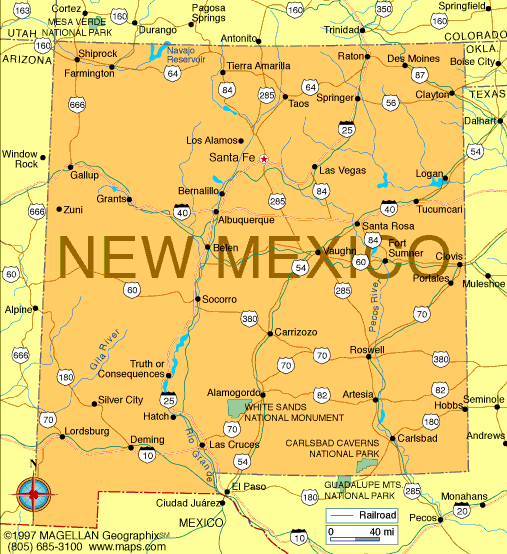 163
Cortez
160
MESA VERDE
NATIONAL PARK
Durango
Pagosa
Springs
160
350
Springfield
Trinidad
Antonito
UTAH
160
COLORADO
ARIZONA
OKLA.
Shiprock
Farmington
Navajo
Reservoir
64
Tierra Amarilla
Raton
Des Moines
87
Boise City
84
285
Taos
64
Springer
56
Clayton
TEXAS
666
25
Dalhart
Los Alamos
Santa Fe
54
Window
Rock
Gallup
Las Vegas
Logan
Bernalillo
84
Grants
285
40
Tucumcari
666
Zuni
40
Albuquerque
Santa Rosa
84
Fort
Sumner
Belen
NEW MEXICO
Vaughn
60
Clovis
54
60
60
285
Portales
Muleshoe
Pecos River
Alpine
Socorro
380
70
Carrizozo
Gila River
70
Roswell
666
70
70
380
Truth or
Consequences
180
25
Alamogordo
82
Artesia
82
Silver City
WHITE SANDS
NATIONAL MONUMENT
Hobbs
Seminole
70
Hatch
180
Lordsburg
70
Rio Grande
Las Cruces
CARLSBAD CAVERNS
NATIONAL PARK
Carlsbad
Andrews
Deming
10
54
N
El Paso
GUADALUPE MTS.
NATIONAL PARK
180
285
Monahans
Ciudad Juárez
MEXICO
Railroad
0 40 mi
Pecos
20
10
©1997 MAGELLAN Geographix℠
(805) 685-3100 www.maps.com